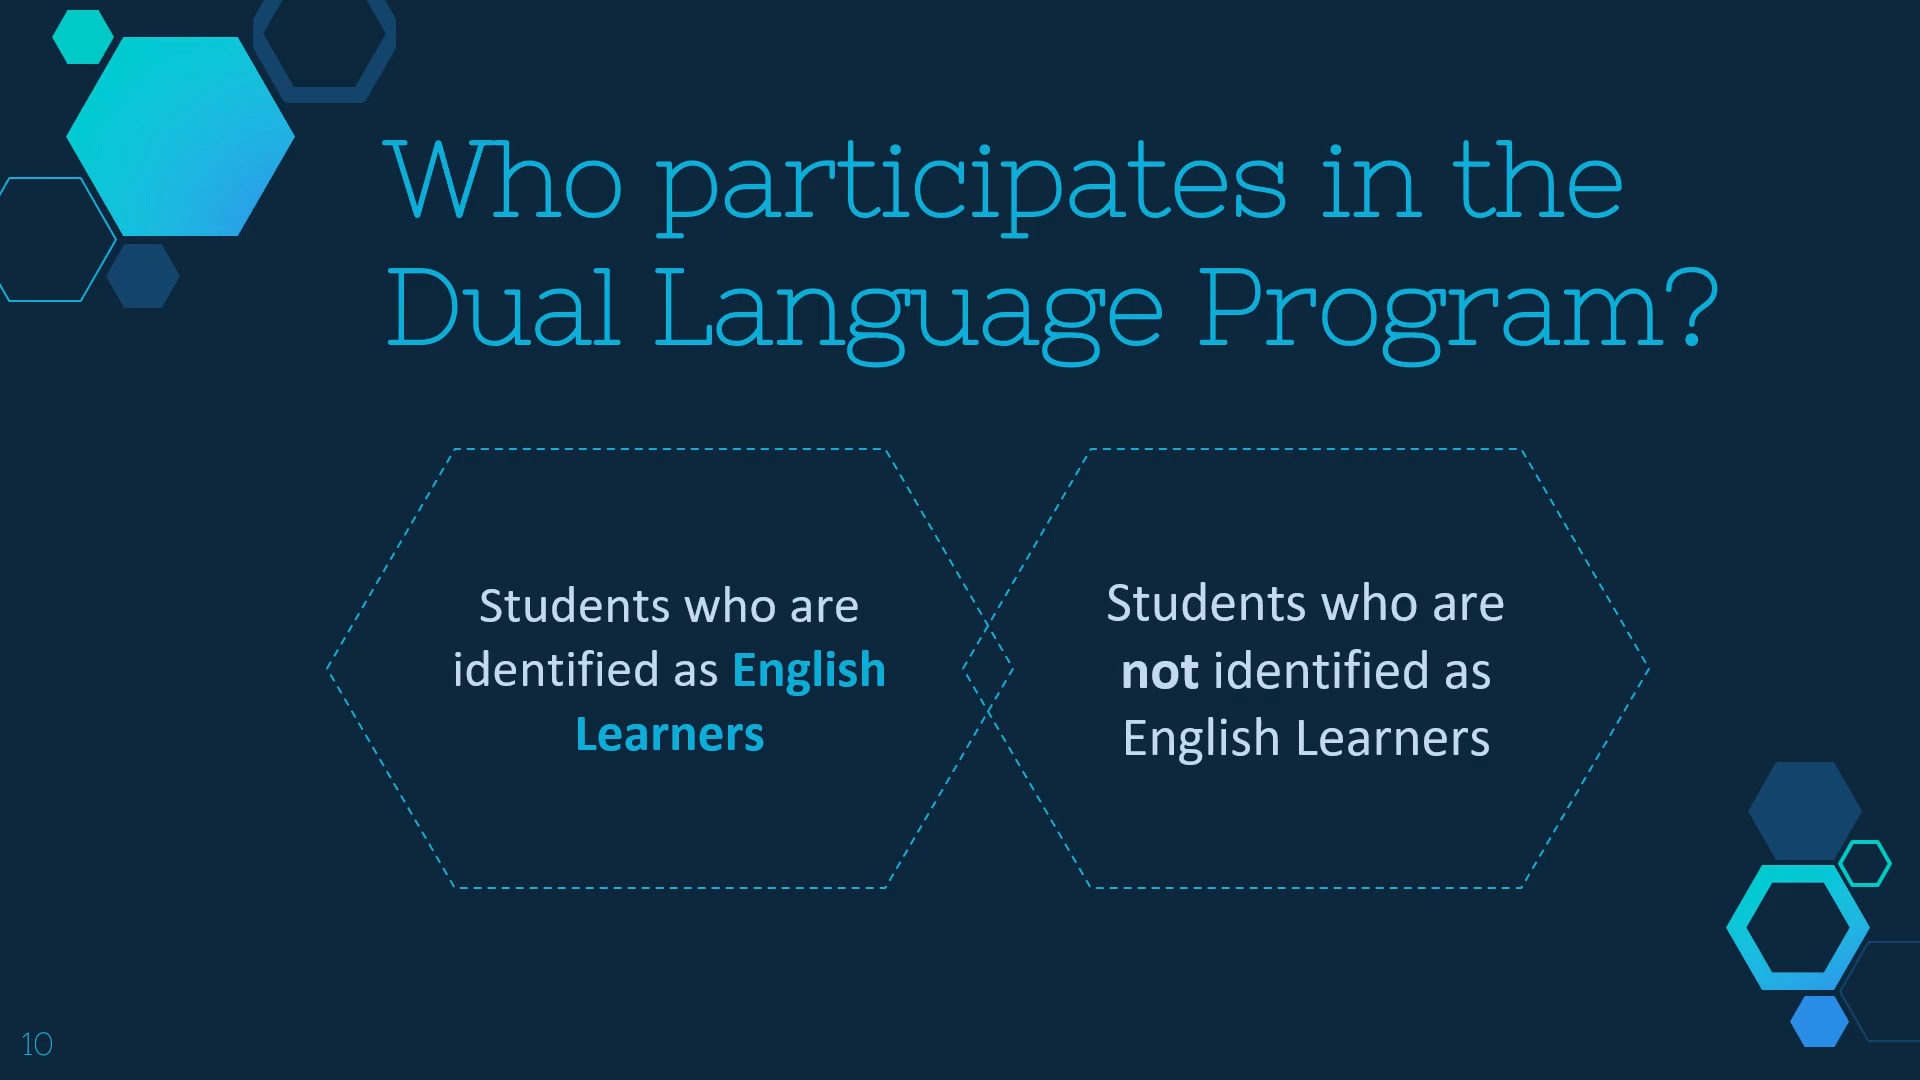 Who participates in the
Dual Language Program?
Students who are
identified as English
Learners
Students who are
not identified as
English Learners
10